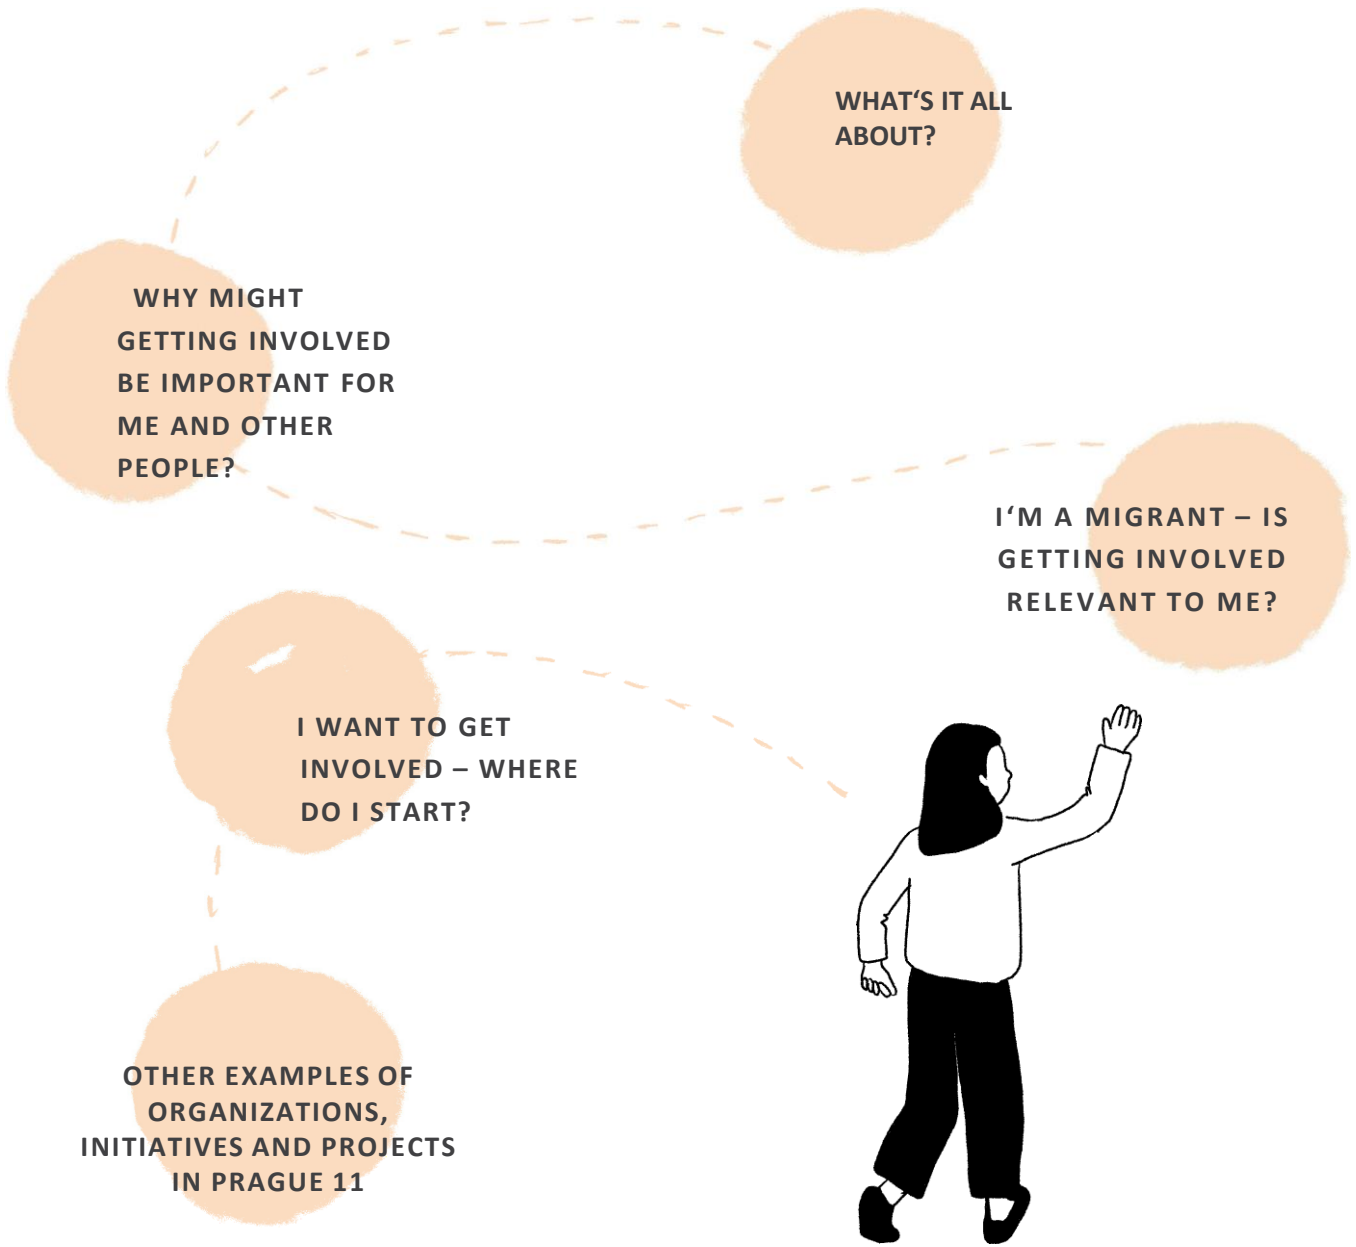 WHAT‘S IT ALL
ABOUT?
WHY MIGHT
GETTING INVOLVED
BE IMPORTANT FOR
ME AND OTHER
PEOPLE?
I‘M A MIGRANT – IS
GETTING INVOLVED
RELEVANT TO ME?
I WANT TO GET
INVOLVED – WHERE
DO I START?
OTHER EXAMPLES OF
ORGANIZATIONS,
INITIATIVES AND PROJECTS
IN PRAGUE 11